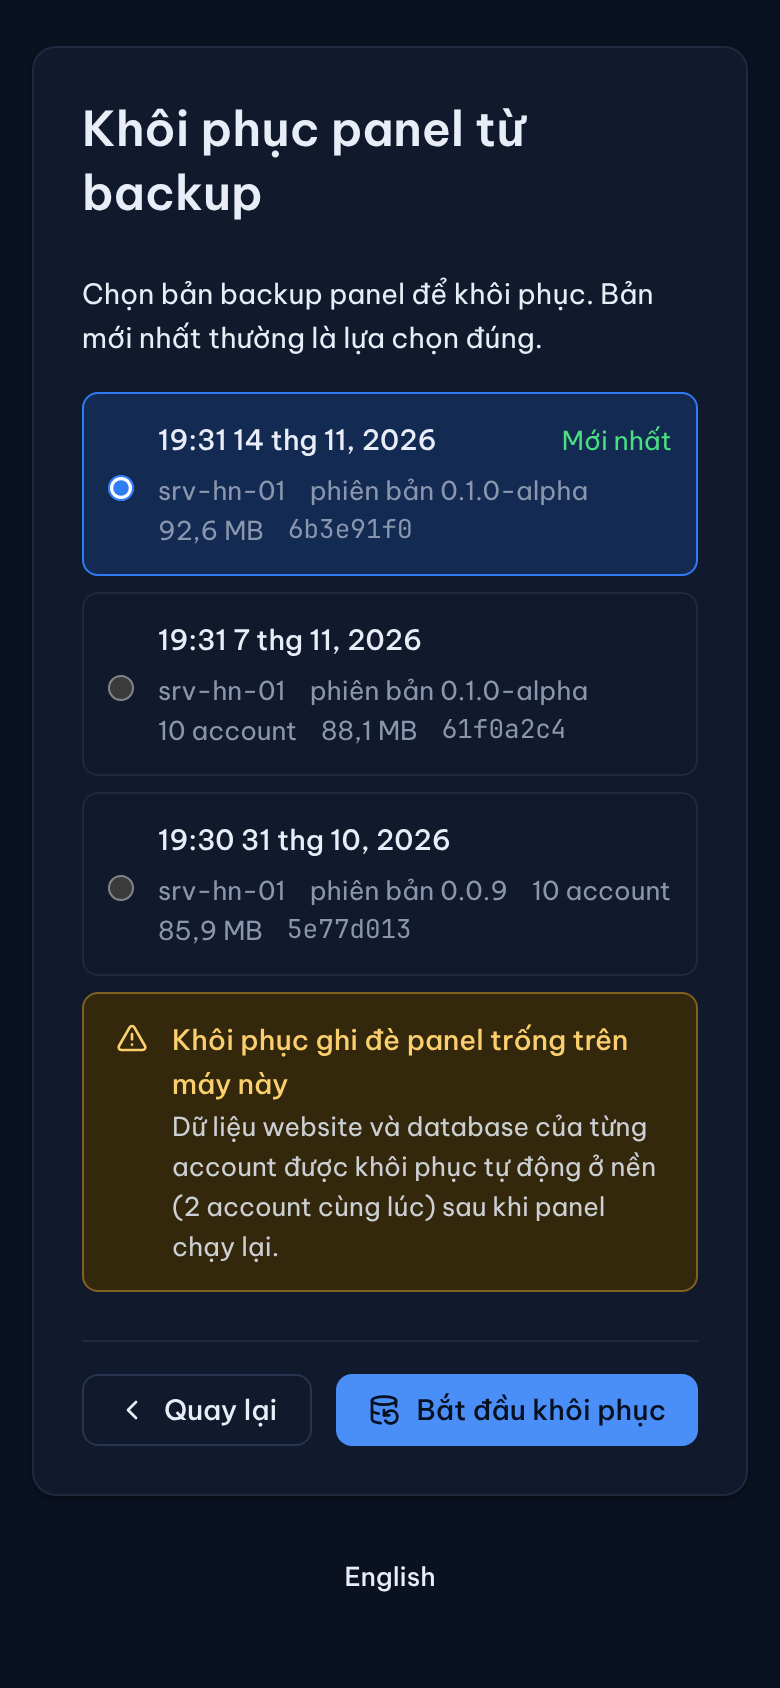 Khôi phục panel từ
backup
Chọn bản backup panel để khôi phục. Bản
mới nhất thường là lựa chọn đúng.
19:31 14 thg 11, 2026 Mới nhất
srv-hn-01 phiên bản 0.1.0-alpha
92,6 MB 6b3e91f0
19:31 7 thg 11, 2026
srv-hn-01 phiên bản 0.1.0-alpha
10 account 88,1 MB 61f0a2c4
19:30 31 thg 10, 2026
srv-hn-01 phiên bản 0.0.9 10 account
85,9 MB 5e77d013
Khôi phục ghi đè panel trống trên
máy này
Dữ liệu website và database của từng
account được khôi phục tự động ở nền
(2 account cùng lúc) sau khi panel
chạy lại.
Quay lại Bắt đầu khôi phục
English